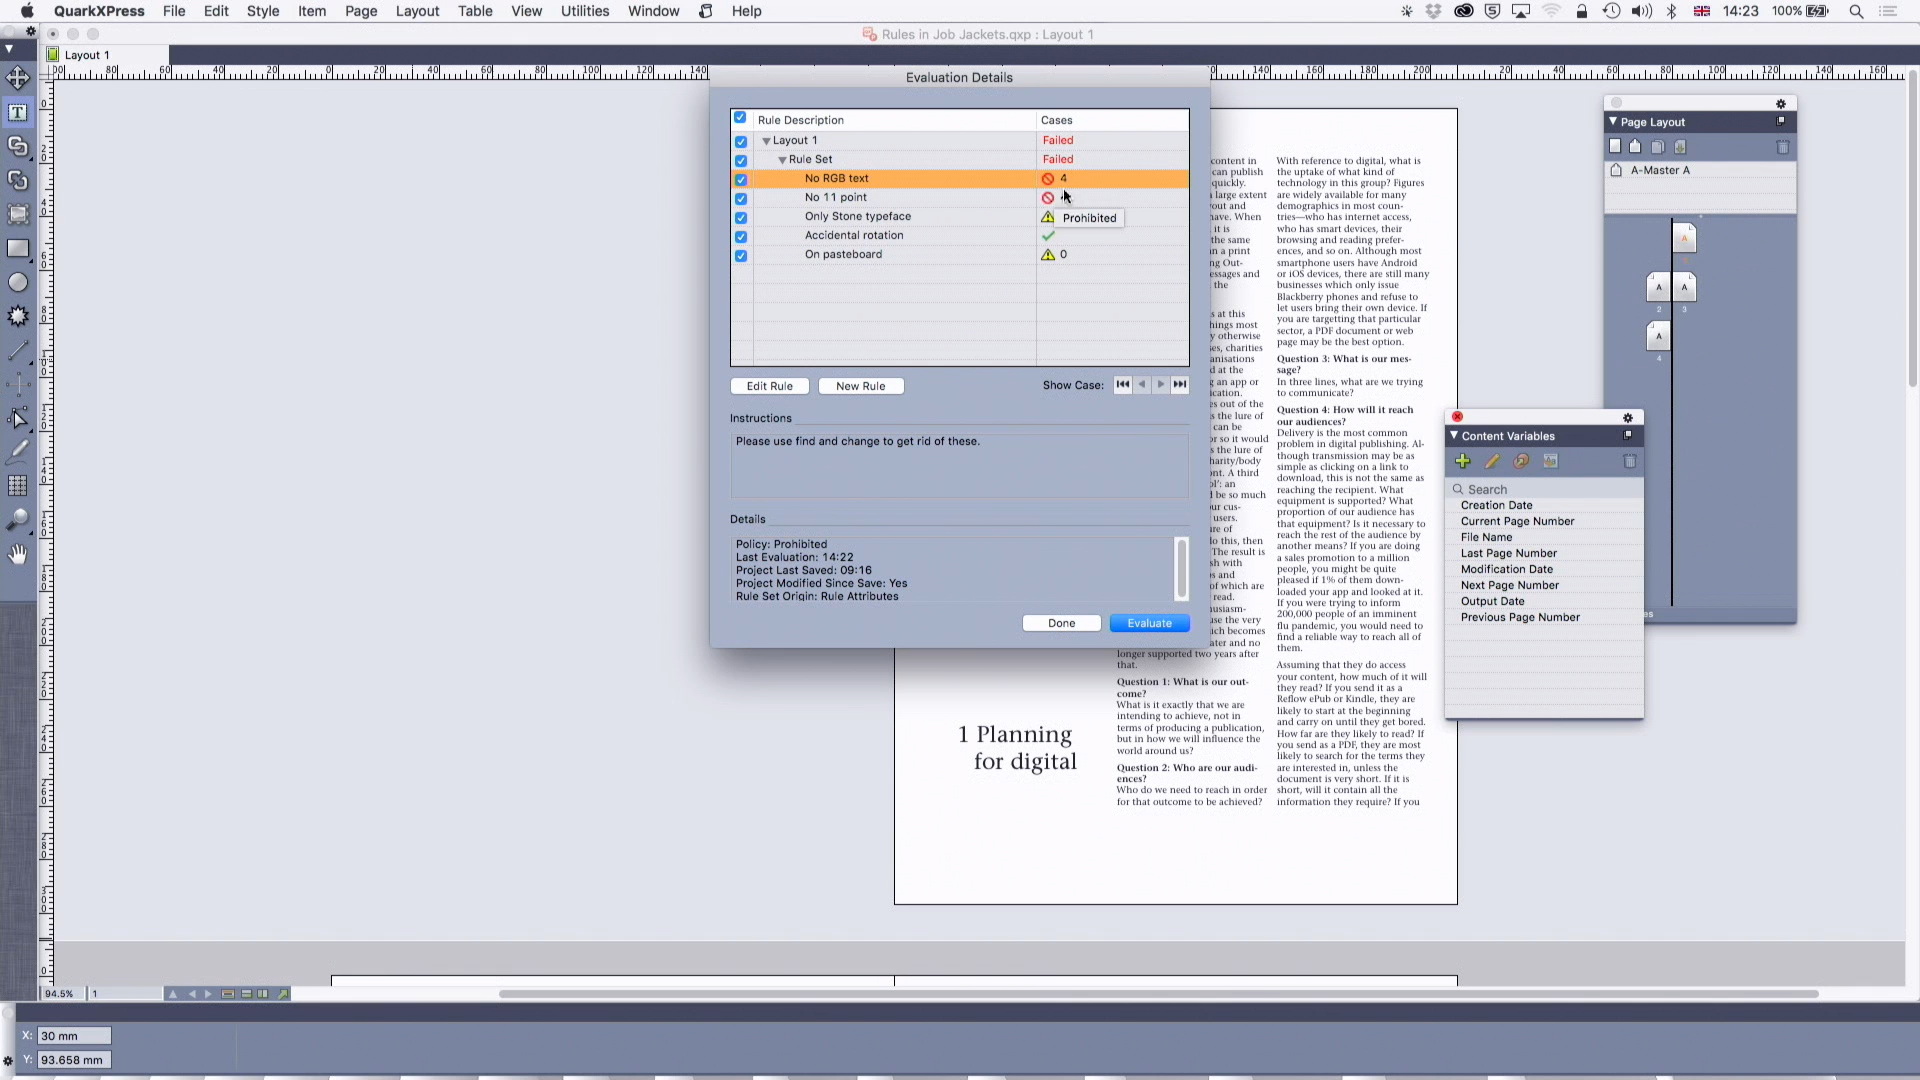 QuarkXPress File Edit Style Item Page Layout Table View Utilities Window Help
14:23 100%
Rules in Job Jackets.qxp : Layout 1
Layout 1
Evaluation Details
Rule Description Cases
Layout 1 Failed
Rule Set Failed
No RGB text 4
No 11 point
Only Stone typeface
Prohibited
Accidental rotation
On pasteboard 0
Edit Rule New Rule Show Case:
Instructions
Please use find and change to get rid of these.
Details
Policy: Prohibited
Last Evaluation: 14:22
Project Last Saved: 09:16
Project Modified Since Save: Yes
Rule Set Origin: Rule Attributes
Done Evaluate
1 Planning
for digital
longer supported two years after
that.
Question 1: What is our out-
come?
What is it exactly that we are
intending to achieve, not in
terms of producing a publication,
but in how we will influence the
world around us?
Question 2: Who are our audi-
ences?
Who do we need to reach in order
for that outcome to be achieved?
With reference to digital, what is
the uptake of what kind of
technology in this group? Figures
are widely available for many
demographics in most coun-
tries—who has internet access,
who has smart devices, their
browsing and reading prefer-
ences, and so on. Although most
smartphone users have Android
or iOS devices, there are still many
businesses which only issue
Blackberry phones and refuse to
let users bring their own device. If
you are targetting that particular
sector, a PDF document or web
page may be the best option.
Question 3: What is our mes-
sage?
In three lines, what are we trying
to communicate?
Question 4: How will it reach
our audiences?
Delivery is the most common
problem in digital publishing. Al-
though transmission may be as
simple as clicking on a link to
download, this is not the same as
reaching the recipient. What
equipment is supported? What
proportion of our audience has
that equipment? Is it necessary to
reach the rest of the audience by
another means? If you are doing
a sales promotion to a million
people, you might be quite
pleased if 1% of them down-
loaded your app and looked at it.
If you were trying to inform
200,000 people of an imminent
flu pandemic, you would need to
find a reliable way to reach all of
them.
Assuming that they do access
your content, how much of it will
they read? If you send it as a
Reflow ePub or Kindle, they are
likely to start at the beginning
and carry on until they get bored.
How far are they likely to read? If
you send as a PDF, they are most
likely to search for the terms they
are interested in, unless the
document is very short. If it is
short, will it contain all the
information they require? If you
Page Layout
A-Master A
A
A A
2 3
A
4
Content Variables
Search
Creation Date
Current Page Number
File Name
Last Page Number
Modification Date
Next Page Number
Output Date
Previous Page Number
94.5% 1
X: 30 mm
Y: 93.658 mm